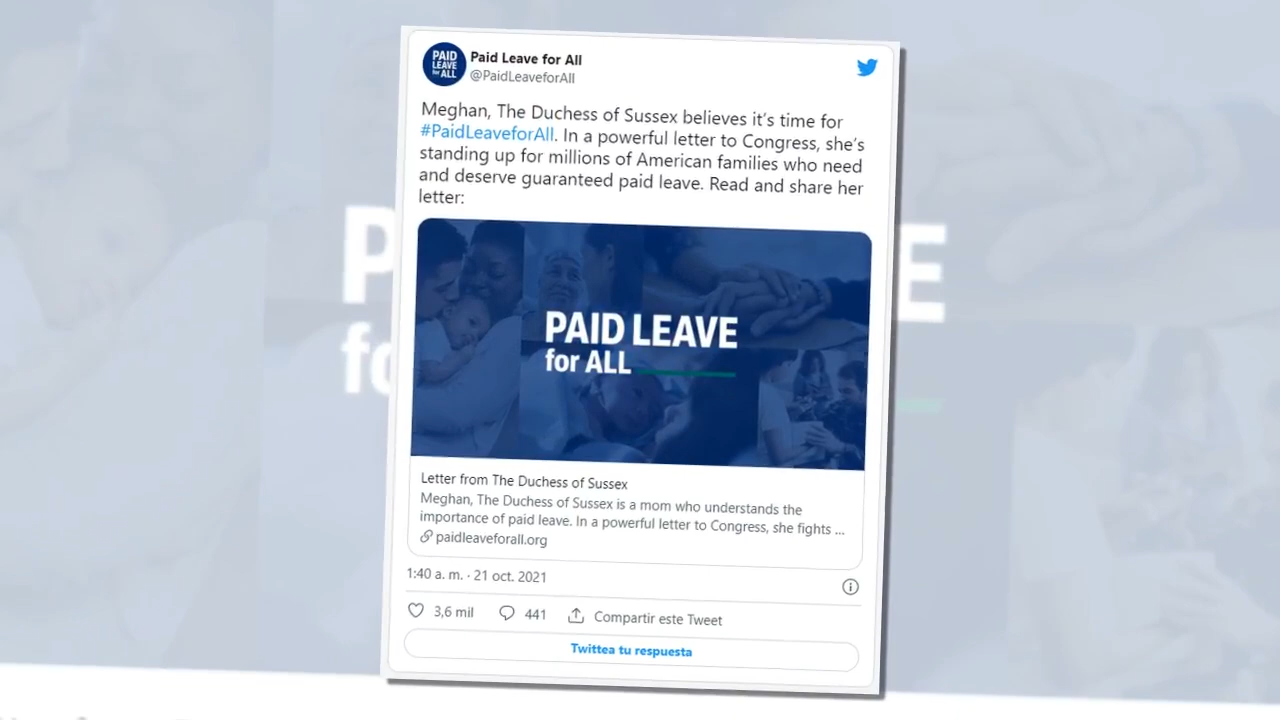 PAID
LEAVE
for ALL
Paid Leave for All
@PaidLeaveforAll
Meghan, The Duchess of Sussex believes it's time for
#PaidLeaveforAll. In a powerful letter to Congress, she's
standing up for millions of American families who need
and deserve guaranteed paid leave. Read and share her
letter:
PAID LEAVE
for ALL
Letter from The Duchess of Sussex
Meghan, The Duchess of Sussex is a mom who understands the
importance of paid leave. In a powerful letter to Congress, she fights ...
paidleaveforall.org
1:40 a. m. · 21 oct. 2021
3,6 mil 441 Compartir este Tweet
Twittea tu respuesta